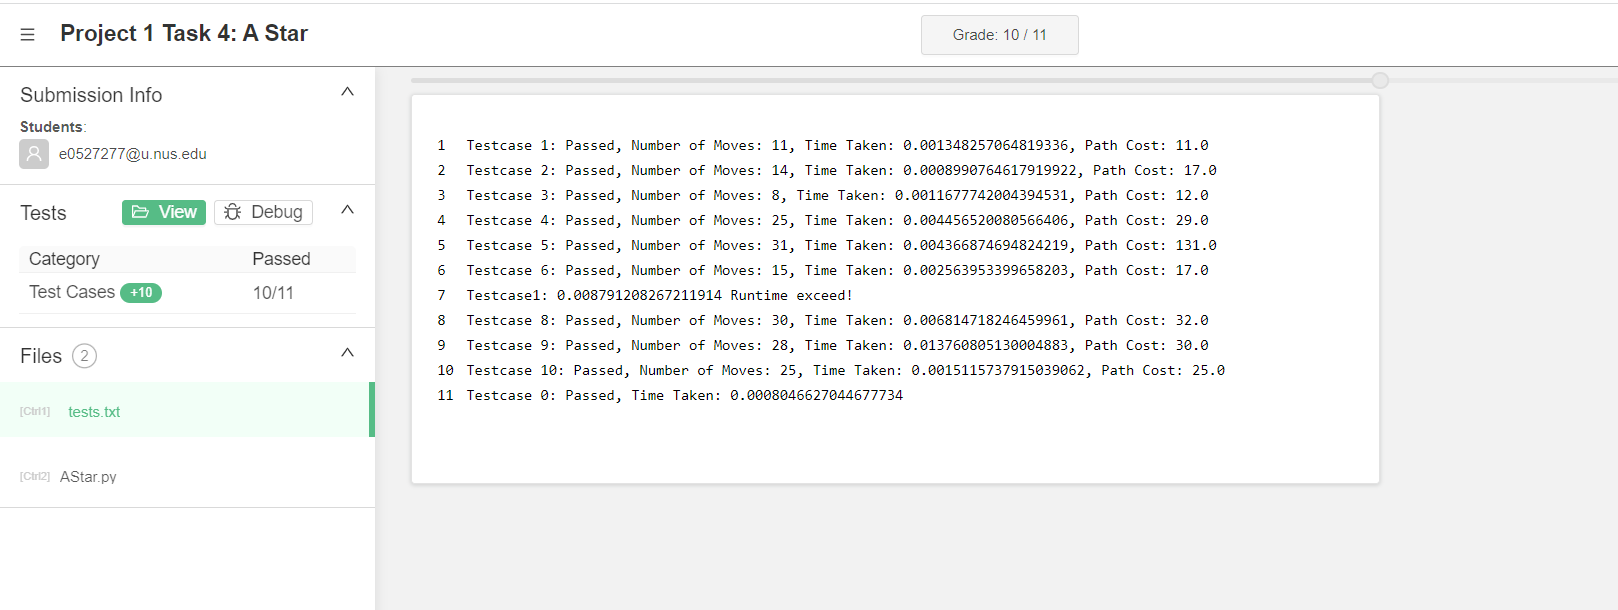 Project 1 Task 4: A Star
Grade: 10 / 11
Submission Info
Students:
e0527277@u.nus.edu
Tests View Debug
Category Passed
Test Cases +10 10/11
Files 2
[Ctrl1] tests.txt
[Ctrl2] AStar.py
1 Testcase 1: Passed, Number of Moves: 11, Time Taken: 0.001348257064819336, Path Cost: 11.0
2 Testcase 2: Passed, Number of Moves: 14, Time Taken: 0.0008990764617919922, Path Cost: 17.0
3 Testcase 3: Passed, Number of Moves: 8, Time Taken: 0.0011677742004394531, Path Cost: 12.0
4 Testcase 4: Passed, Number of Moves: 25, Time Taken: 0.004456520080566406, Path Cost: 29.0
5 Testcase 5: Passed, Number of Moves: 31, Time Taken: 0.004366874694824219, Path Cost: 131.0
6 Testcase 6: Passed, Number of Moves: 15, Time Taken: 0.002563953399658203, Path Cost: 17.0
7 Testcase1: 0.008791208267211914 Runtime exceed!
8 Testcase 8: Passed, Number of Moves: 30, Time Taken: 0.006814718246459961, Path Cost: 32.0
9 Testcase 9: Passed, Number of Moves: 28, Time Taken: 0.013760805130004883, Path Cost: 30.0
10 Testcase 10: Passed, Number of Moves: 25, Time Taken: 0.0015115737915039062, Path Cost: 25.0
11 Testcase 0: Passed, Time Taken: 0.0008046627044677734